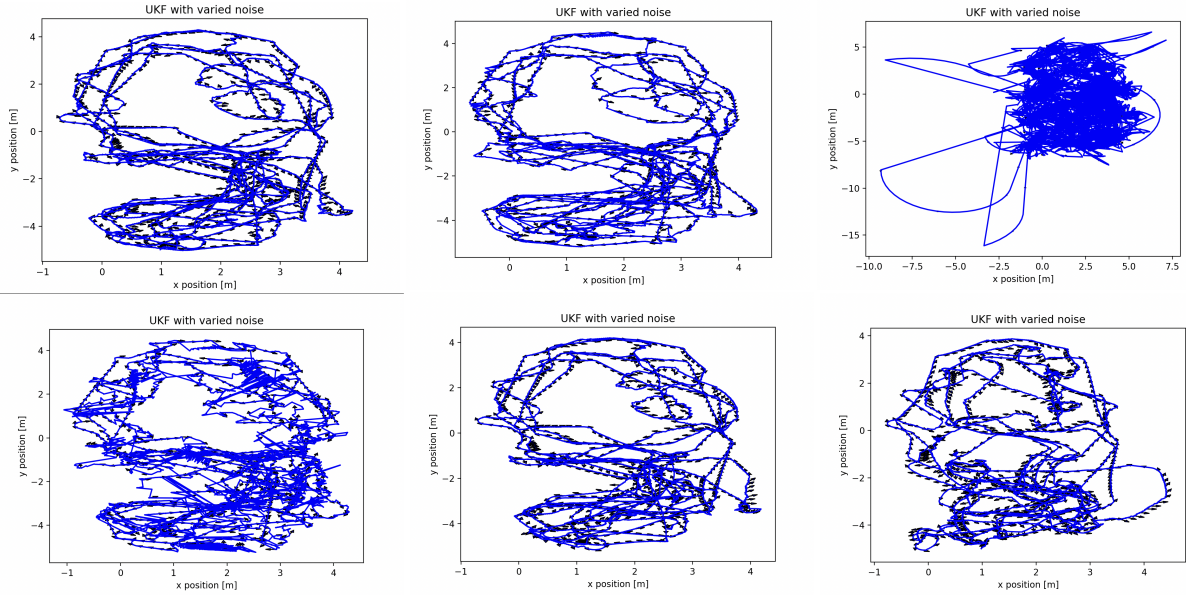 UKF with varied noise
y position [m]
4
2
0
−2
−4
−1 0 1 2 3 4
x position [m]
UKF with varied noise
y position [m]
4
2
0
−2
−4
0 1 2 3 4
x position [m]
UKF with varied noise
y position [m]
5
0
−5
−10
−15
−10.0 −7.5 −5.0 −2.5 0.0 2.5 5.0 7.5
x position [m]
UKF with varied noise
y position [m]
4
2
0
−2
−4
−1 0 1 2 3 4
x position [m]
UKF with varied noise
y position [m]
4
2
0
−2
−4
−1 0 1 2 3 4
x position [m]
UKF with varied noise
y position [m]
4
2
0
−2
−4
−1 0 1 2 3 4
x position [m]